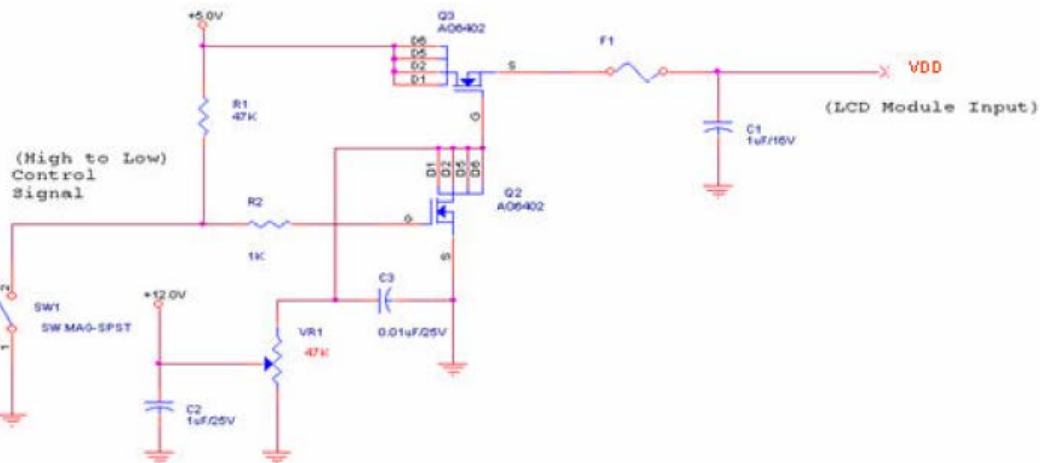 +5.0V
Q3
AO6402
D6
D5
D2
D1
S
G
F1
VDD
(LCD Module Input)
C1
1uF/16V
R1
47K
(High to Low)
Control
Signal
R2
1K
G
D1
D2
D5
D6
Q2
AO6402
S
2
1
SW1
SW MAG-SPST
+12.0V
C3
0.01uF/25V
VR1
47K
C2
1uF/25V